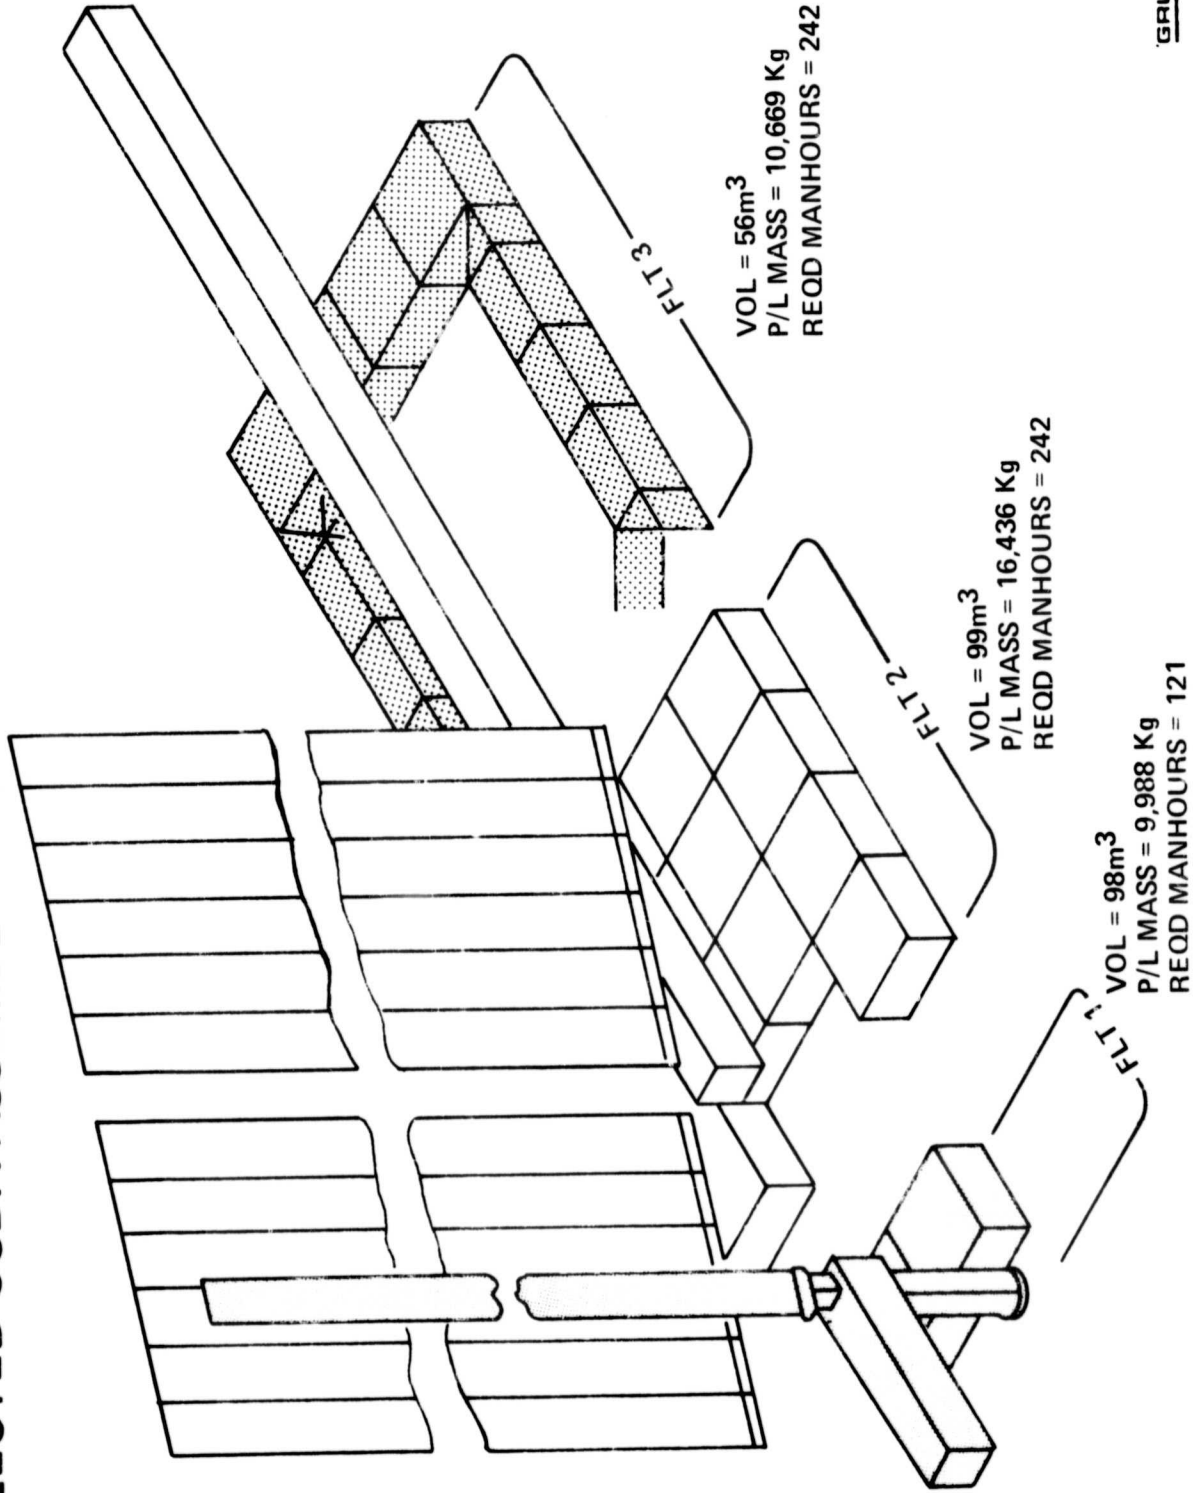 FLT 3
VOL = 56m³
P/L MASS = 10,669 Kg
REQD MANHOURS = 242
FLT 2
VOL = 99m³
P/L MASS = 16,436 Kg
REQD MANHOURS = 242
FLT 1
VOL = 98m³
P/L MASS = 9,988 Kg
REQD MANHOURS = 121